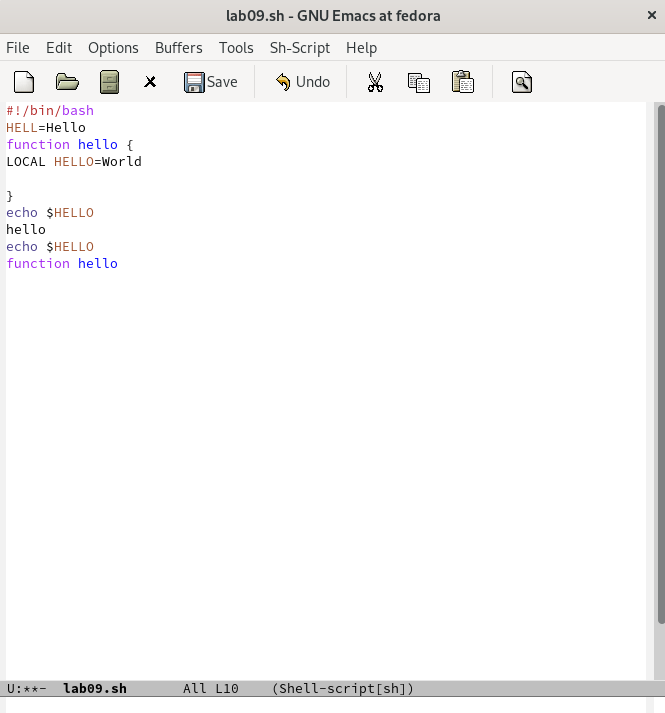 lab09.sh - GNU Emacs at fedora ×
File Edit Options Buffers Tools Sh-Script Help
Save Undo
#!/bin/bash
HELL=Hello
function hello {
LOCAL HELLO=World
}
echo $HELLO
hello
echo $HELLO
function hello
U:**- lab09.sh All L10 (Shell-script[sh])